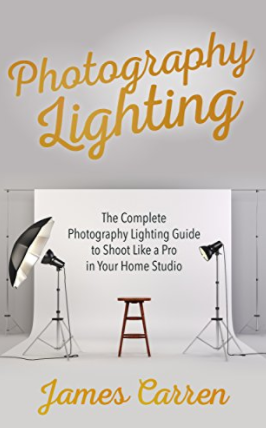 Photography
Lighting
The Complete
Photography Lighting Guide
to Shoot Like a Pro
in Your Home Studio
James Carren